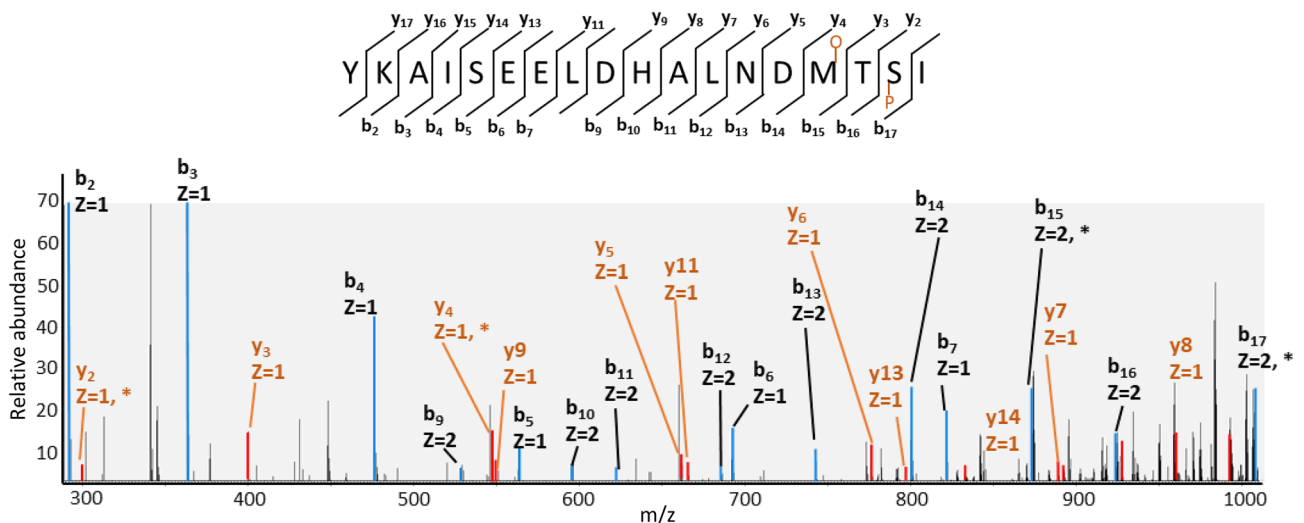 y17 y16 y15 y14 y13 y11 y9 y8 y7 y6 y5 y4 y3 y2
O
Y K A I S E E L D H A L N D M T S I
P
b2 b3 b4 b5 b6 b7 b9 b10 b11 b12 b13 b14 b15 b16 b17
Relative abundance
70
60
50
40
30
20
10
b2
Z=1
b3
Z=1
b4
Z=1
y2
Z=1, *
y3
Z=1
y4
Z=1, *
y9
Z=1
b9
Z=2
b5
Z=1
b10
Z=2
b11
Z=2
y5
Z=1
y11
Z=1
b12
Z=2
b6
Z=1
y6
Z=1
b13
Z=2
y13
Z=1
b14
Z=2
b7
Z=1
y14
Z=1
b15
Z=2, *
y7
Z=1
b16
Z=2
y8
Z=1
b17
Z=2, *
300 400 500 600 700 800 900 1000
m/z